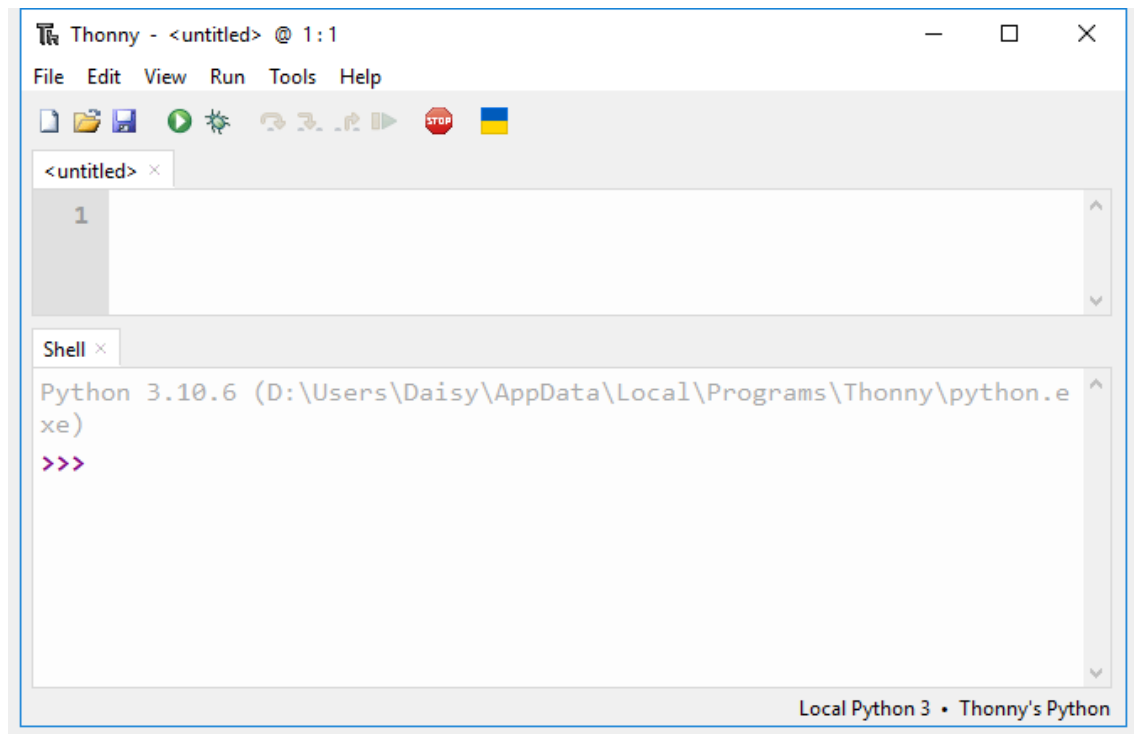 Thonny - <untitled> @ 1:1
File Edit View Run Tools Help
STOP
<untitled>
1
Shell
Python 3.10.6 (D:\Users\Daisy\AppData\Local\Programs\Thonny\python.e
xe)
>>>
Local Python 3 • Thonny's Python